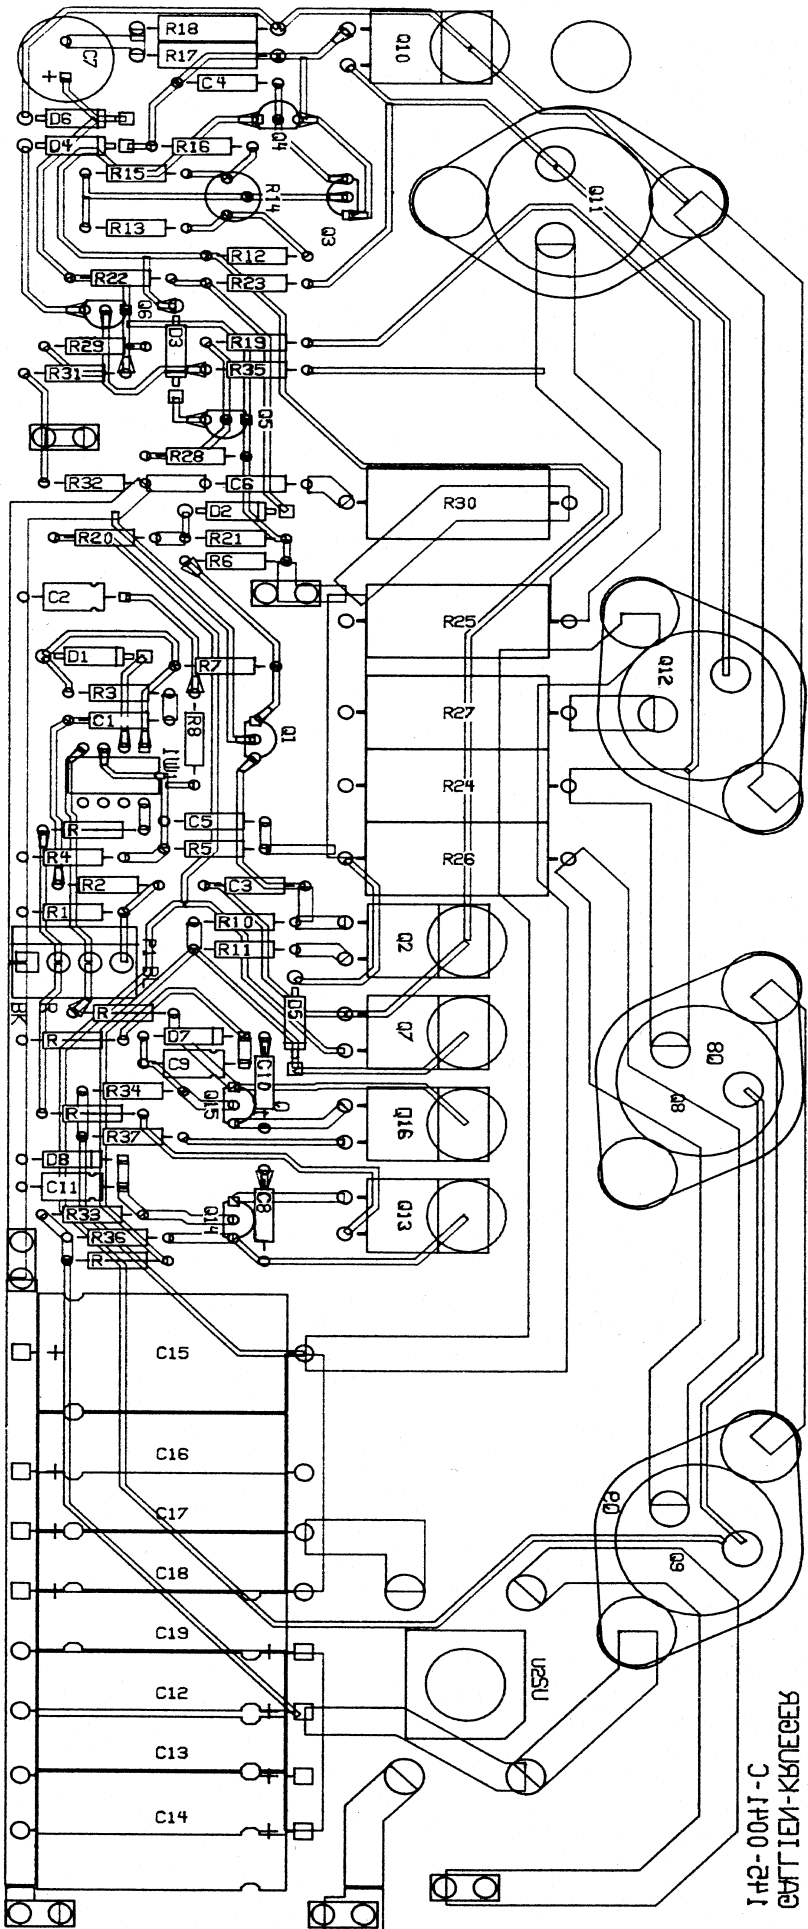 R18
R17
C7
+
C4
Q10
D6
Q4
D4
R16
R15
R14
Q11
R13
Q3
R12
R22
R23
Q6
R29
D3
R19
R31
R35
Q5
R28
R32
C6
R30
D2
R20
R21
R6
C2
R25
D1
R7
Q12
R3
C1
R8
Q1
R27
R24
C5
R
R4
R5
R26
R2
C3
R1
R10
Q2
R11
BK
R
D5
Q7
R
D7
C9
C10
Q8
Q8
R34
Q15
Q16
R
R37
D8
C11
C8
R33
Q14
Q13
R36
R
+ C15
+ C16
+ C17
Q9
+ C18
Q9
C19 +
C12 +
U2SU
C13 +
C14 +
GALLIEN-KRUEGER
145-0041-C